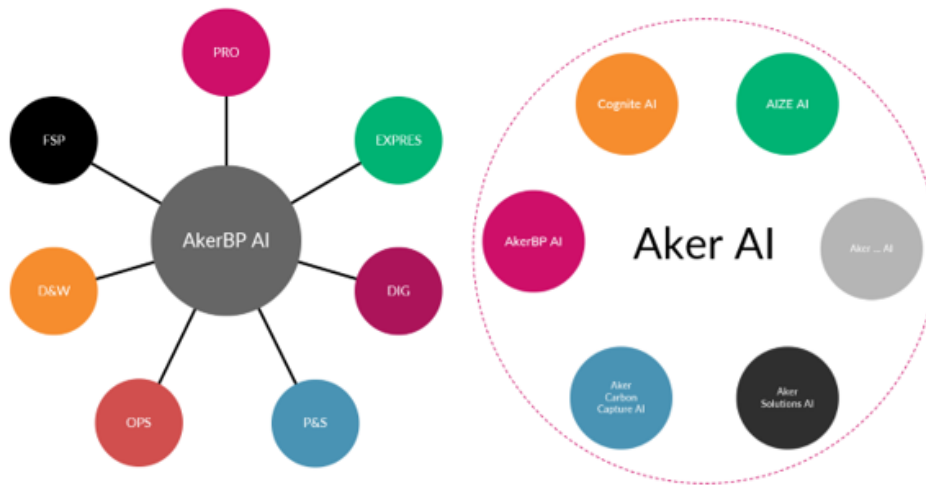 PRO
FSP
EXPRES
AkerBP AI
D&W
DIG
OPS
P&S
Cognite AI
AIZE AI
AkerBP AI
Aker AI
Aker ... AI
Aker
Carbon
Capture AI
Aker
Solutions AI